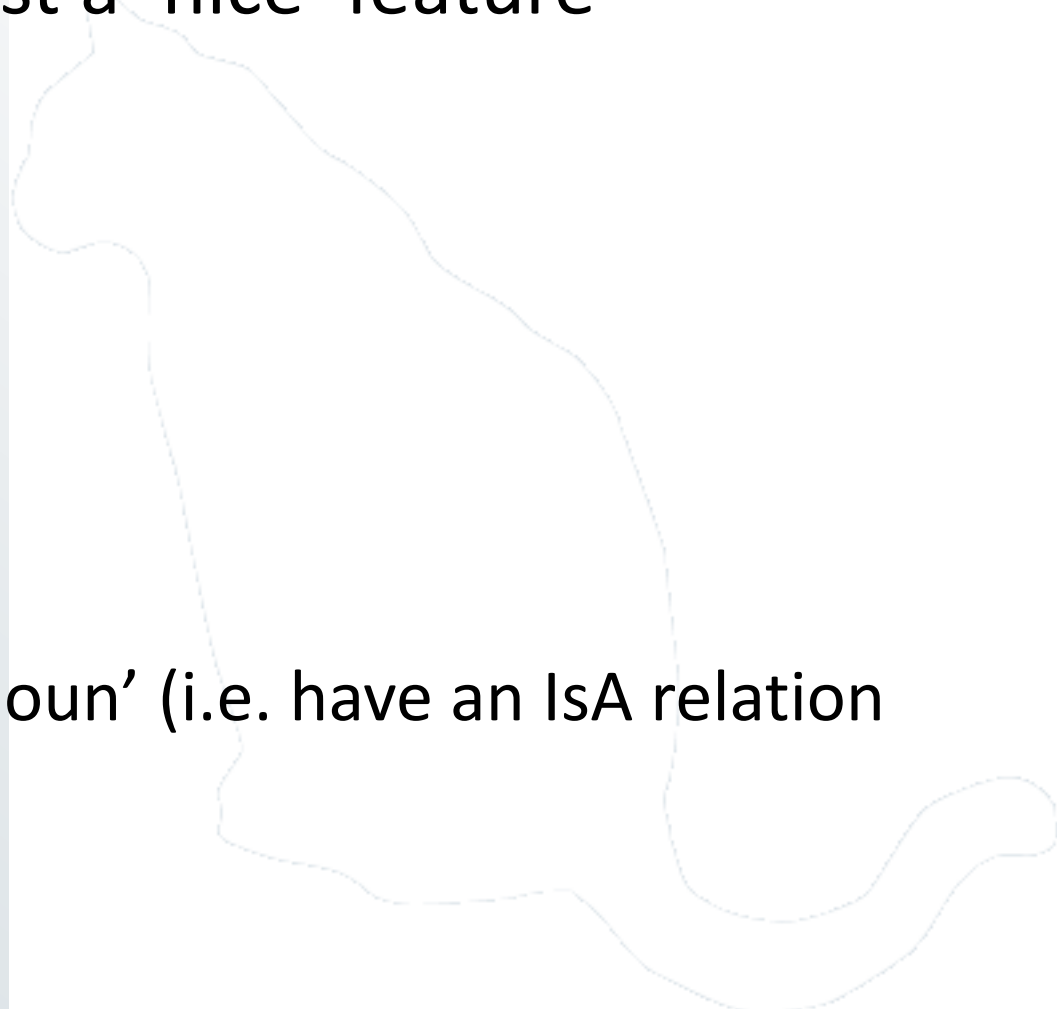 st a ‘nice’ feature
oun’ (i.e. have an IsA relation